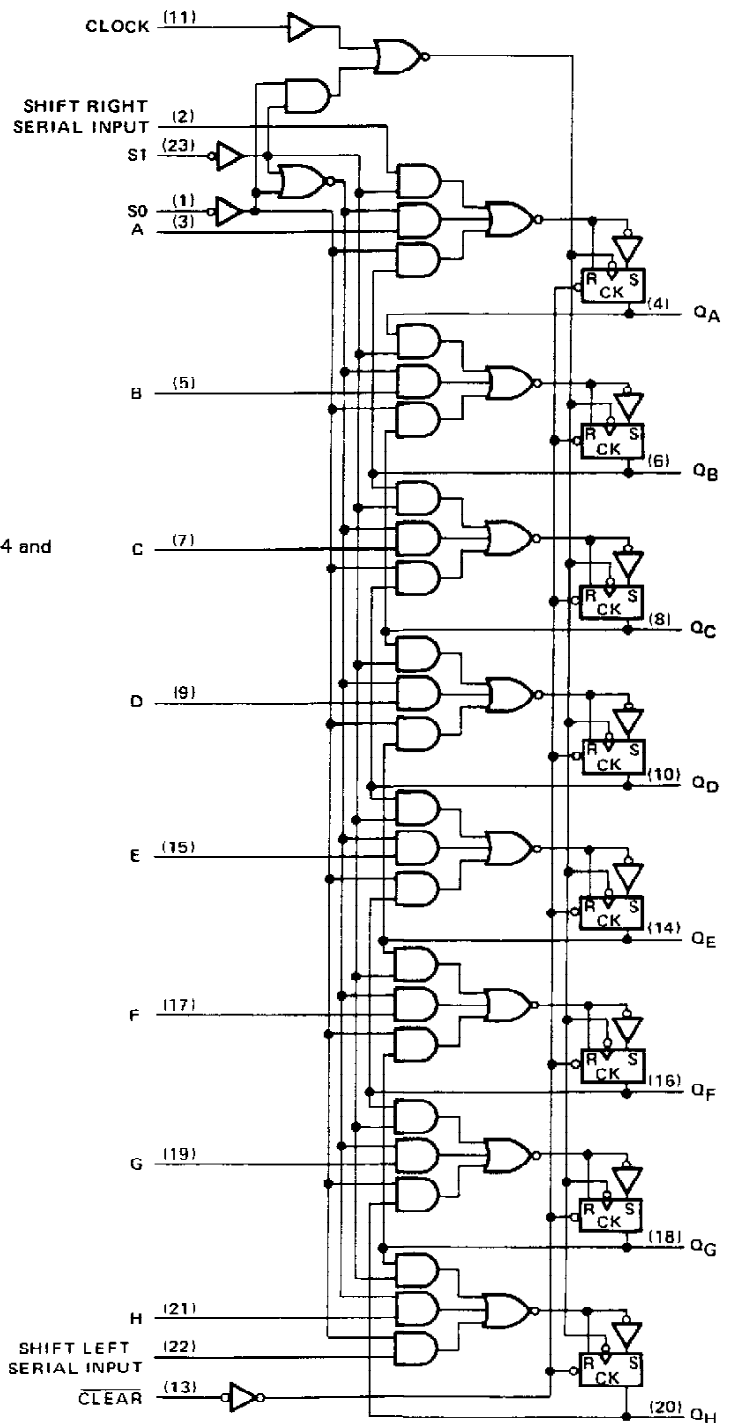 CLOCK (11)
SHIFT RIGHT
SERIAL INPUT (2)
S1 (23)
S0 (1)
A (3)
R CK S
(4) QA
B (5)
R CK S
(6) QB
4 and
C (7)
R CK S
(8) QC
D (9)
R CK S
(10) QD
E (15)
R CK S
(14) QE
F (17)
R CK S
(16) QF
G (19)
R CK S
(18) QG
H (21)
SHIFT LEFT
SERIAL INPUT (22)
R CK S
CLEAR (13)
(20) QH